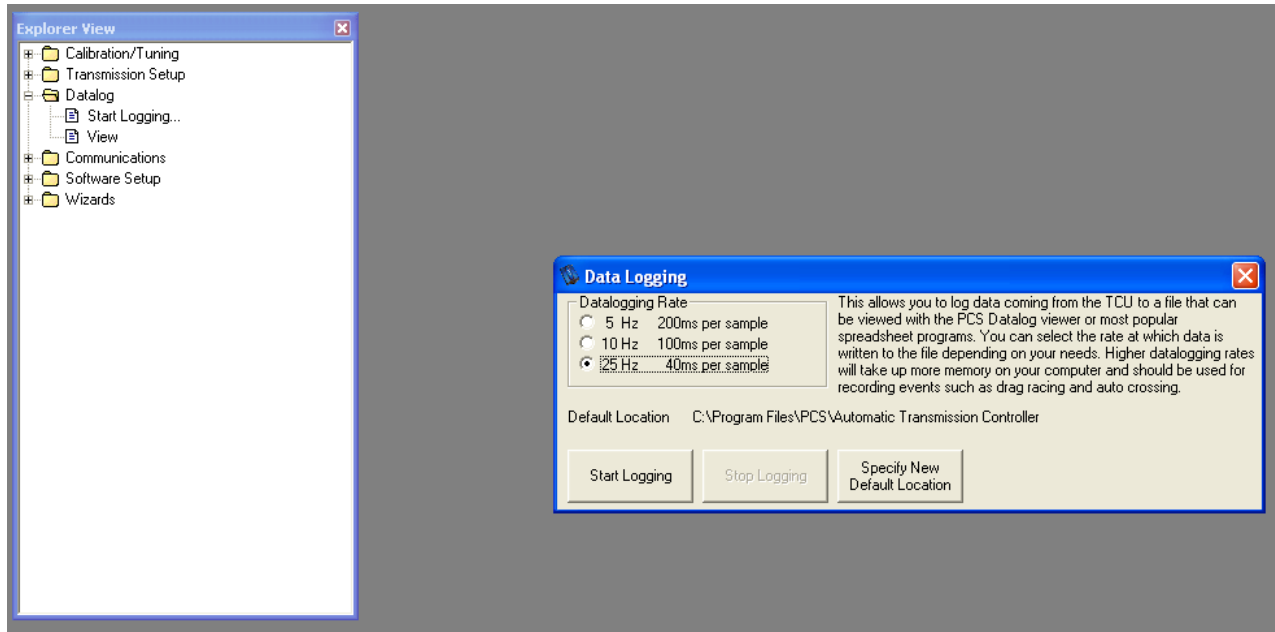 Explorer View
Calibration/Tuning
Transmission Setup
Datalog
Start Logging...
View
Communications
Software Setup
Wizards
Data Logging
Datalogging Rate
5 Hz 200ms per sample
10 Hz 100ms per sample
25 Hz 40ms per sample
This allows you to log data coming from the TCU to a file that can
be viewed with the PCS Datalog viewer or most popular
spreadsheet programs. You can select the rate at which data is
written to the file depending on your needs. Higher datalogging rates
will take up more memory on your computer and should be used for
recording events such as drag racing and auto crossing.
Default Location C:\Program Files\PCS\Automatic Transmission Controller
Start Logging
Stop Logging
Specify New
Default Location